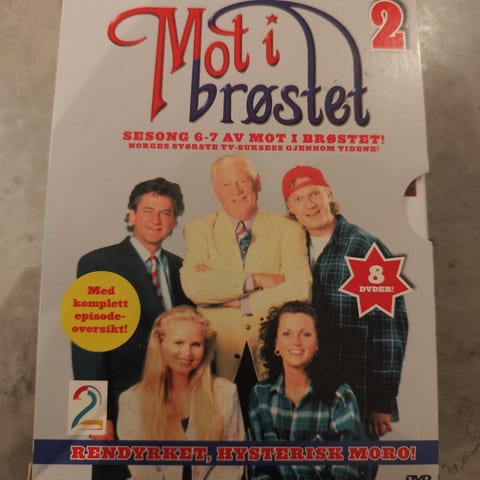 Mot i
brøstet
2
SESONG 6-7 AV MOT I BRØSTET!
NORGES STØRSTE TV-SUKSESS GJENNOM TIDENE!
8
DVDER!
Med
komplett
episode-
oversikt!
2
RENDYRKET, HYSTERISK MORO!
DVD